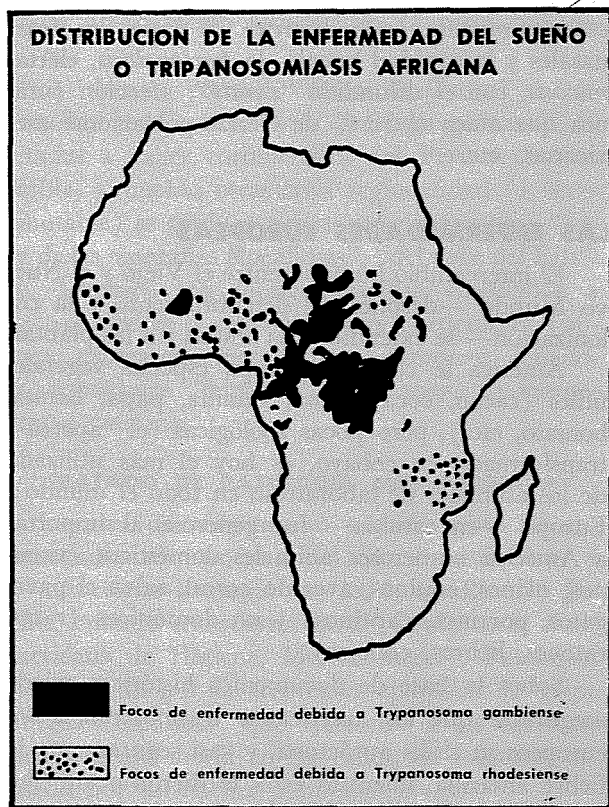 DISTRIBUCION DE LA ENFERMEDAD DEL SUEÑO
O TRIPANOSOMIASIS AFRICANA
Focos de enfermedad debida a Trypanosoma gambiense
Focos de enfermedad debida a Trypanosoma rhodesiense